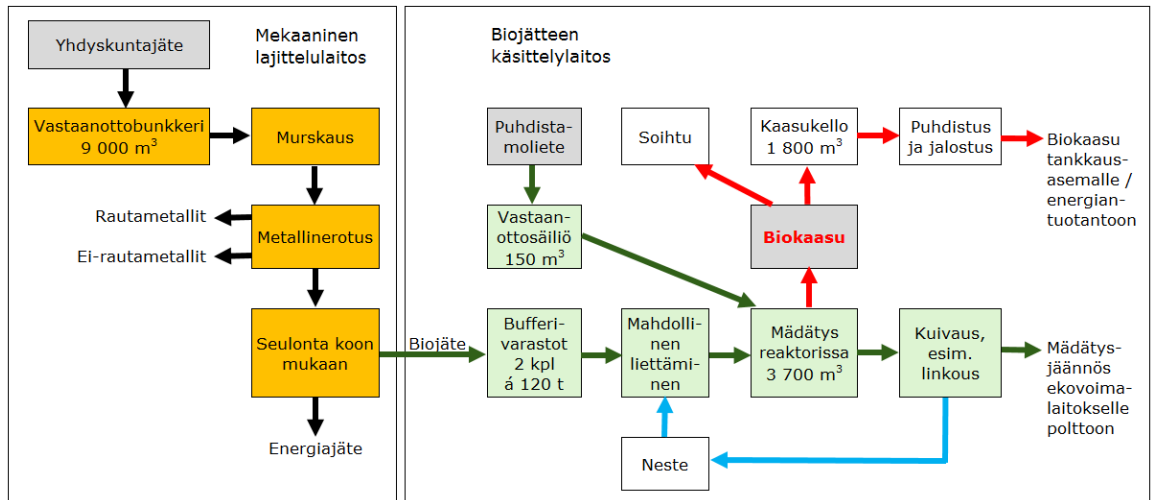 Yhdyskuntajäte
Mekaaninen
lajittelulaitos
Vastaanottobunkkeri
9 000 m³
Murskaus
Rautametallit
Ei-rautametallit
Metallinerotus
Seulonta koon
mukaan
Energiajäte
Biojätteen
käsittelylaitos
Puhdista-
moliete
Soihtu
Kaasukello
1 800 m³
Puhdistus
ja jalostus
Biokaasu
tankkaus-
asemalle /
energian-
tuotantoon
Vastaan-
ottosäiliö
150 m³
Biokaasu
Biojäte
Bufferi-
varastot
2 kpl
á 120 t
Mahdolli-
nen
liettämi-
nen
Mädätys
reaktorissa
3 700 m³
Kuivaus,
esim.
linkous
Mädätys-
jäännös
ekovoima-
laitokselle
polttoon
Neste